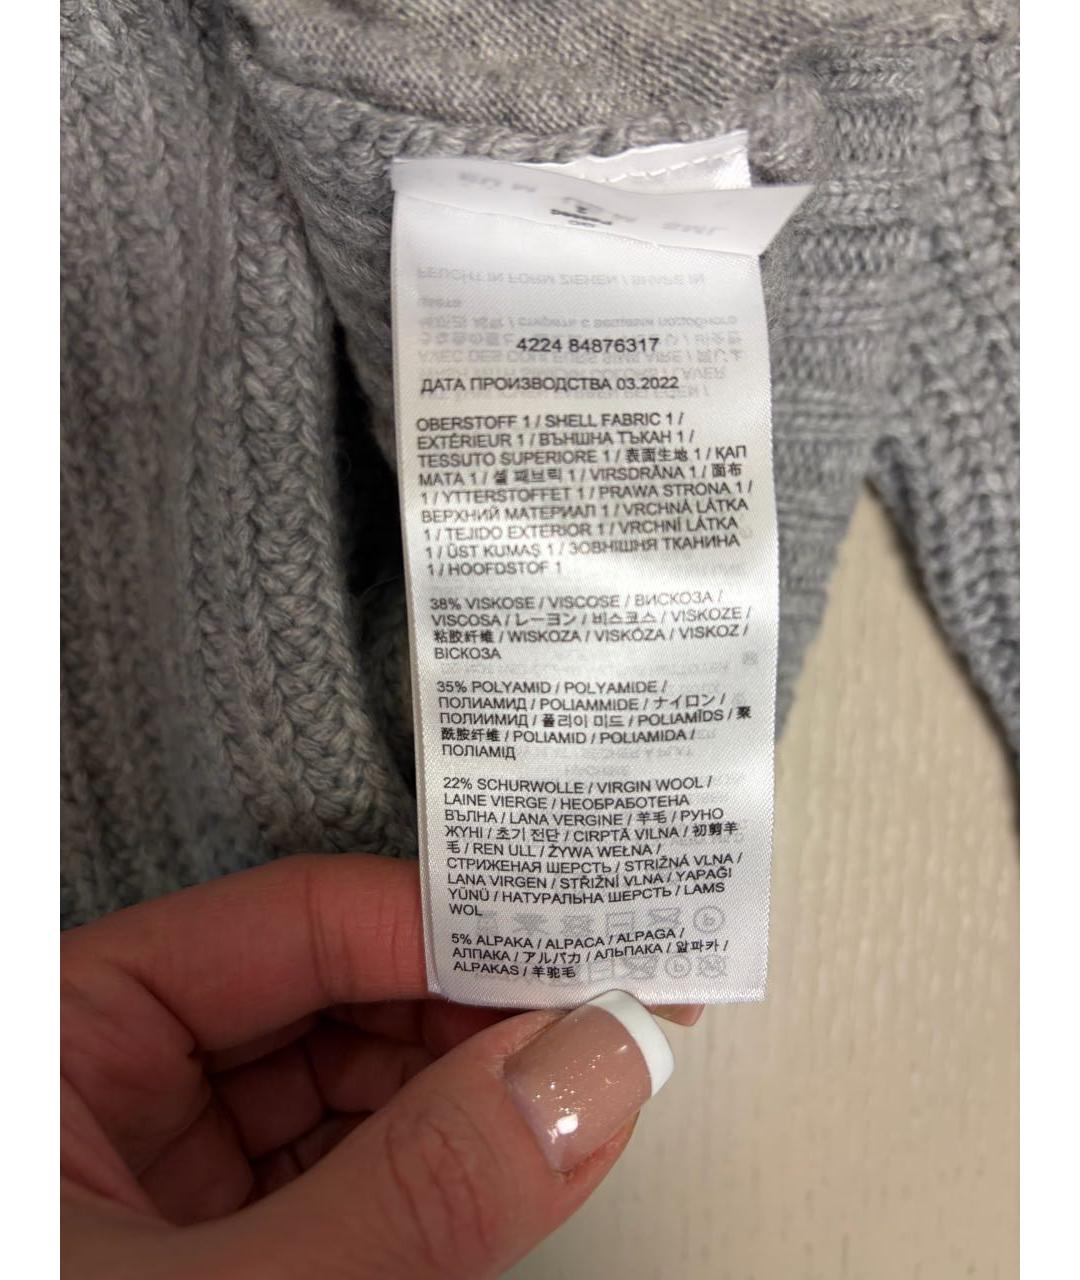 4224 84876317
ДАТА ПРОИЗВОДСТВА 03.2022
OBERSTOFF 1 / SHELL FABRIC 1 /
EXTÉRIEUR 1 / ВЪНШНА ТЪКАН 1 /
TESSUTO SUPERIORE 1 / 表面生地 1 / ҚАП
МАТА 1 / 셸 패브릭 1 / VIRSDRĀNA 1 / 面布
1 / YTTERSTOFFET 1 / PRAWA STRONA 1 /
ВЕРХНИЙ МАТЕРИАЛ 1 / VRCHNÁ LÁTKA
1 / TEJIDO EXTERIOR 1 / VRCHNÍ LÁTKA
1 / ÜST KUMAŞ 1 / ЗОВНІШНЯ ТКАНИНА
1 / HOOFDSTOF 1
38% VISKOSE / VISCOSE / ВИСКОЗА /
VISCOSA / レーヨン / 비스코스 / VISKOZE /
粘胶纤维 / WISKOZA / VISKÓZA / VISKOZ /
ВІСКОЗА
35% POLYAMID / POLYAMIDE /
ПОЛИАМИД / POLIAMMIDE / ナイロン /
ПОЛИИМИД / 폴리이 미드 / POLIAMĪDS / 聚
酰胺纤维 / POLIAMID / POLIAMIDA /
ПОЛІАМІД
22% SCHURWOLLE / VIRGIN WOOL /
LAINE VIERGE / НЕОБРАБОТЕНА
ВЪЛНА / LANA VERGINE / 羊毛 / РУНО
ЖҮНІ / 초기 전단 / CIRPTĀ VILNA / 初剪羊
毛 / REN ULL / ŻYWA WEŁNA /
СТРИЖЕНАЯ ШЕРСТЬ / STRIŽNÁ VLNA /
LANA VIRGEN / STŘIŽNÍ VLNA / YAPAĞI
YÜNÜ / НАТУРАЛЬНА ШЕРСТЬ / LAMS
WOL
5% ALPAKA / ALPACA / ALPAGA /
АЛПАКА / アルパカ / АЛЬПАКА / 알파카 /
ALPAKAS / 羊驼毛